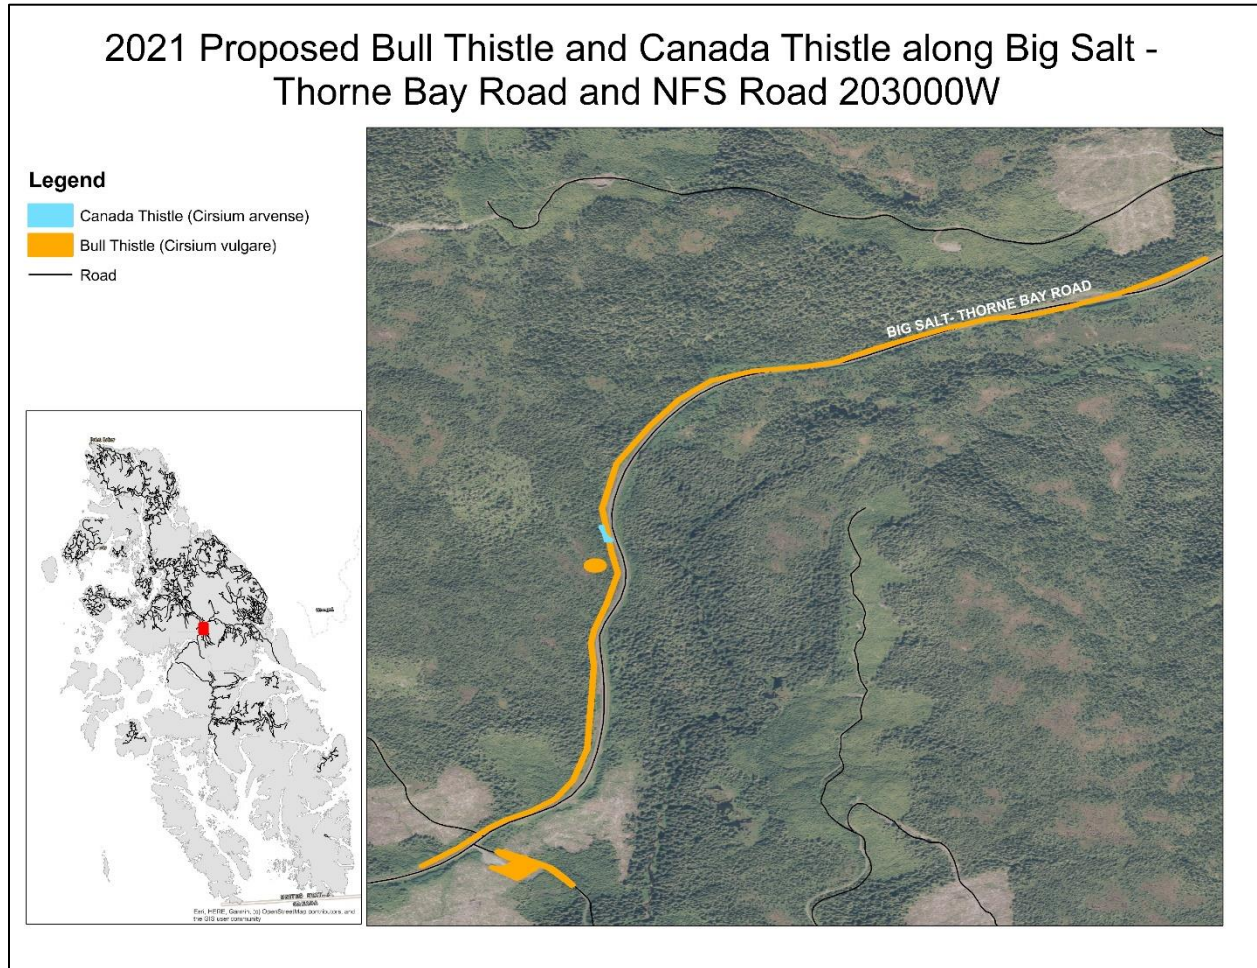 2021 Proposed Bull Thistle and Canada Thistle along Big Salt -
Thorne Bay Road and NFS Road 203000W
Legend
Canada Thistle (Cirsium arvense)
Bull Thistle (Cirsium vulgare)
Road
BIG SALT- THORNE BAY ROAD
Esri, HERE, Garmin, (c) OpenStreetMap contributors, and
the GIS user community